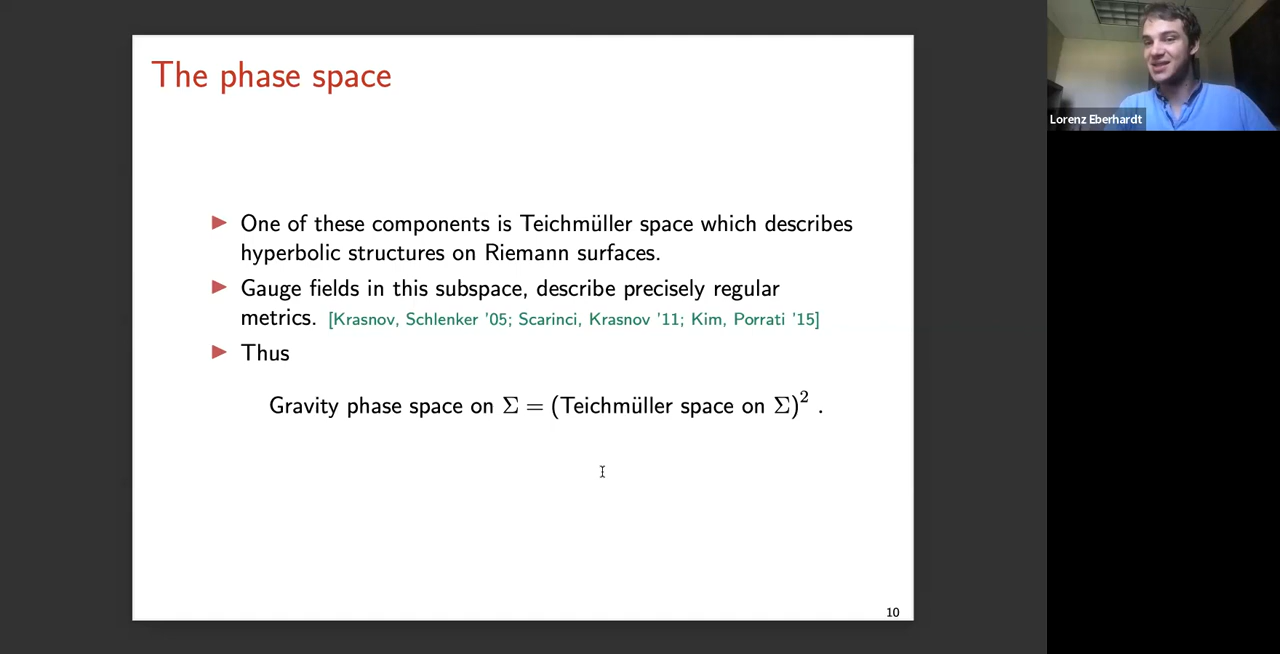 The phase space
▶ One of these components is Teichmüller space which describes
hyperbolic structures on Riemann surfaces.
▶ Gauge fields in this subspace, describe precisely regular
metrics. [Krasnov, Schlenker '05; Scarinci, Krasnov '11; Kim, Porrati '15]
▶ Thus
Gravity phase space on Σ = (Teichmüller space on Σ)² .
10
Lorenz Eberhardt